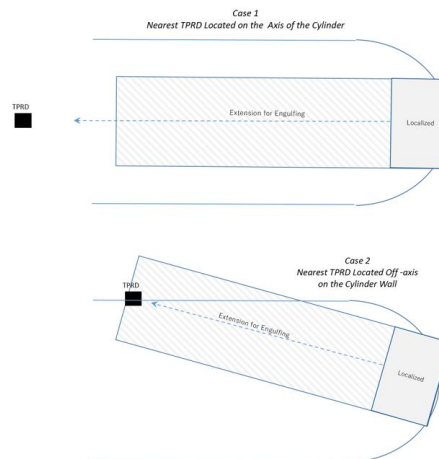 Case 1
Nearest TPRD Located on the Axis of the Cylinder
TPRD
Extension for Engulfing
Localized
Case 2
Nearest TPRD Located Off -axis
on the Cylinder Wall
TPRD
Extension for Engulfing
Localized